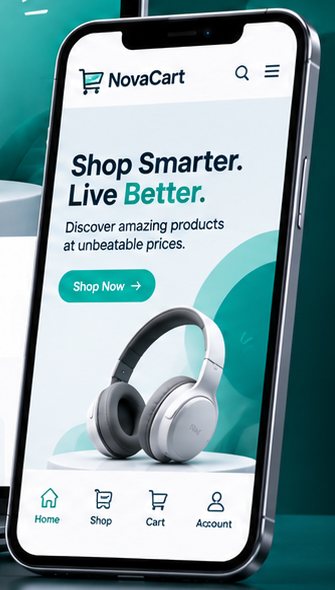 NovaCart
Shop Smarter.
Live Better.
Discover amazing products
at unbeatable prices.
Shop Now →
Home
Shop
Cart
Account